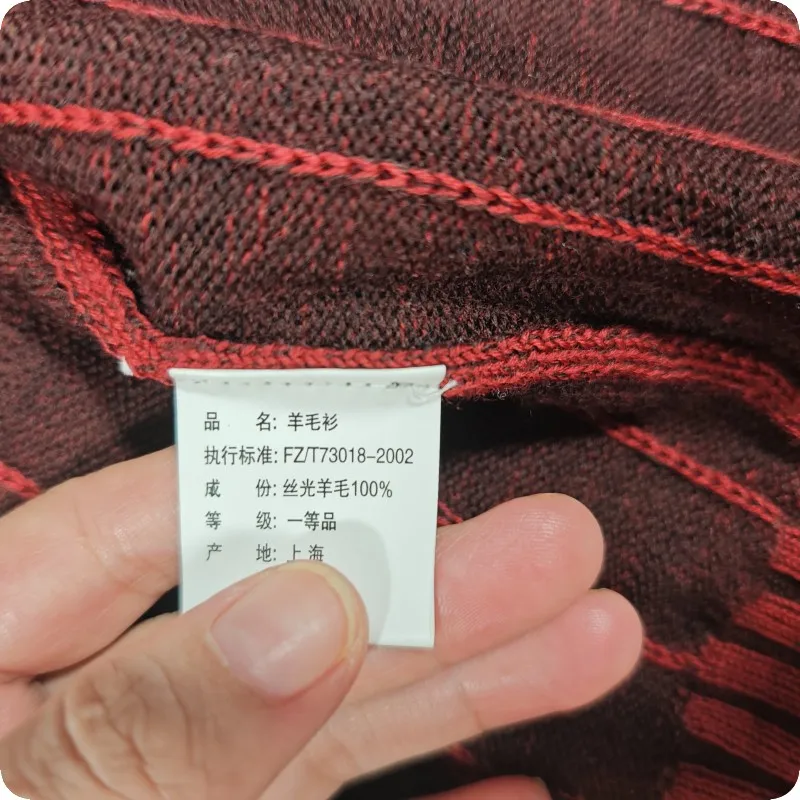 品 名: 羊毛衫
执行标准: FZ/T73018-2002
成 份: 丝光羊毛100%
等 级: 一等品
产 地: 上海